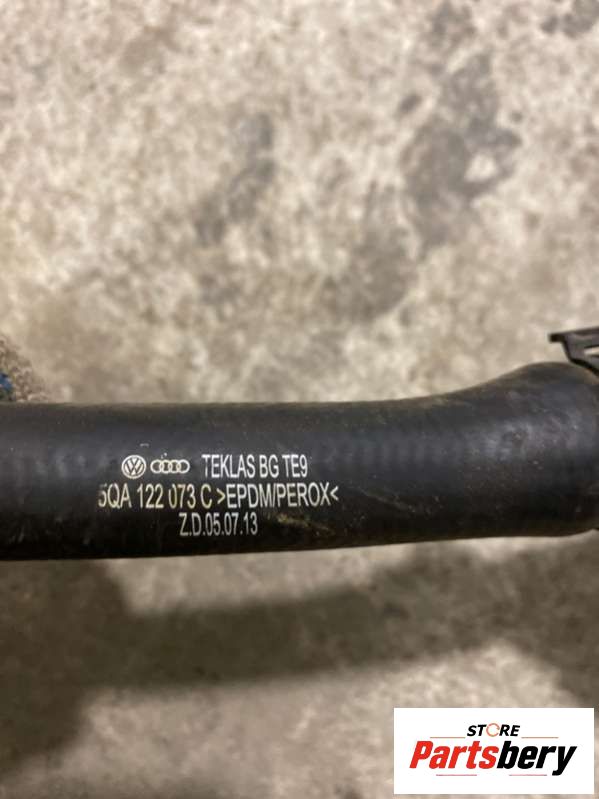 TEKLAS BG TE9
5QA 122 073 C >EPDM/PEROX<
Z.D.05.07.13
STORE
Partsbery